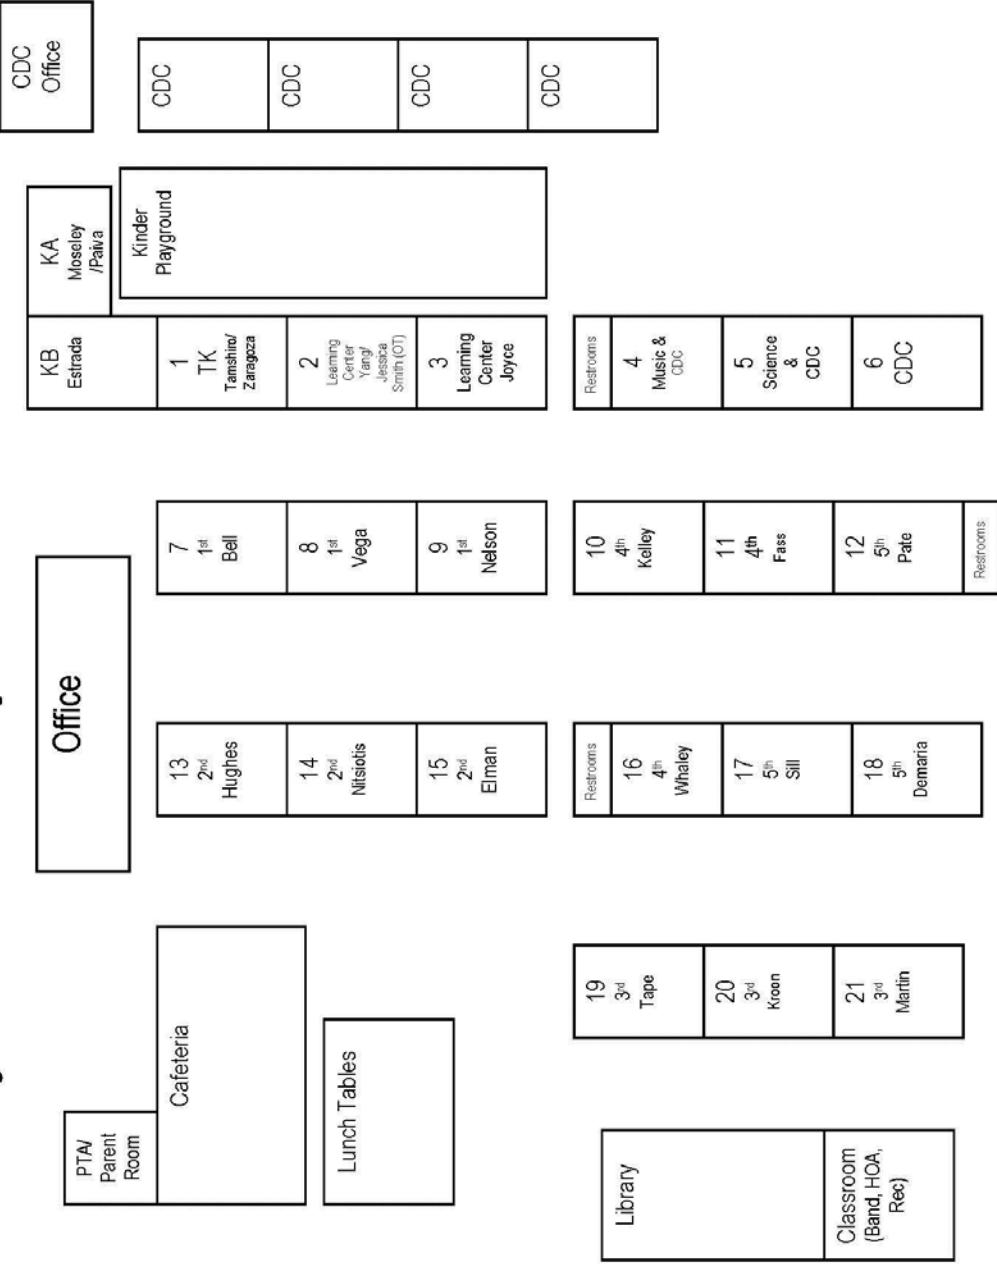 PTA/
Parent
Room
Cafeteria
Lunch Tables
Library
Classroom
(Band, HOA,
Rec)
19
3rd
Tape
20
3rd
Kroon
21
3rd
Martin
Office
13
2nd
Hughes
14
2nd
Nitsiotis
15
2nd
Elman
Restrooms
16
4th
Whaley
17
5th
Sill
18
5th
Demaria
7
1st
Bell
8
1st
Vega
9
1st
Nelson
10
4th
Kelley
11
4th
Fass
12
5th
Pate
Restrooms
KB
Estrada
1
TK
Tamshiro/
Zaragoza
2
Learning
Center
Yang/
Jessica
Smith (OT)
3
Learning
Center
Joyce
Restrooms
4
Music &
CDC
5
Science
&
CDC
6
CDC
KA
Moseley
/Paiva
Kinder
Playground
CDC
Office
CDC
CDC
CDC
CDC